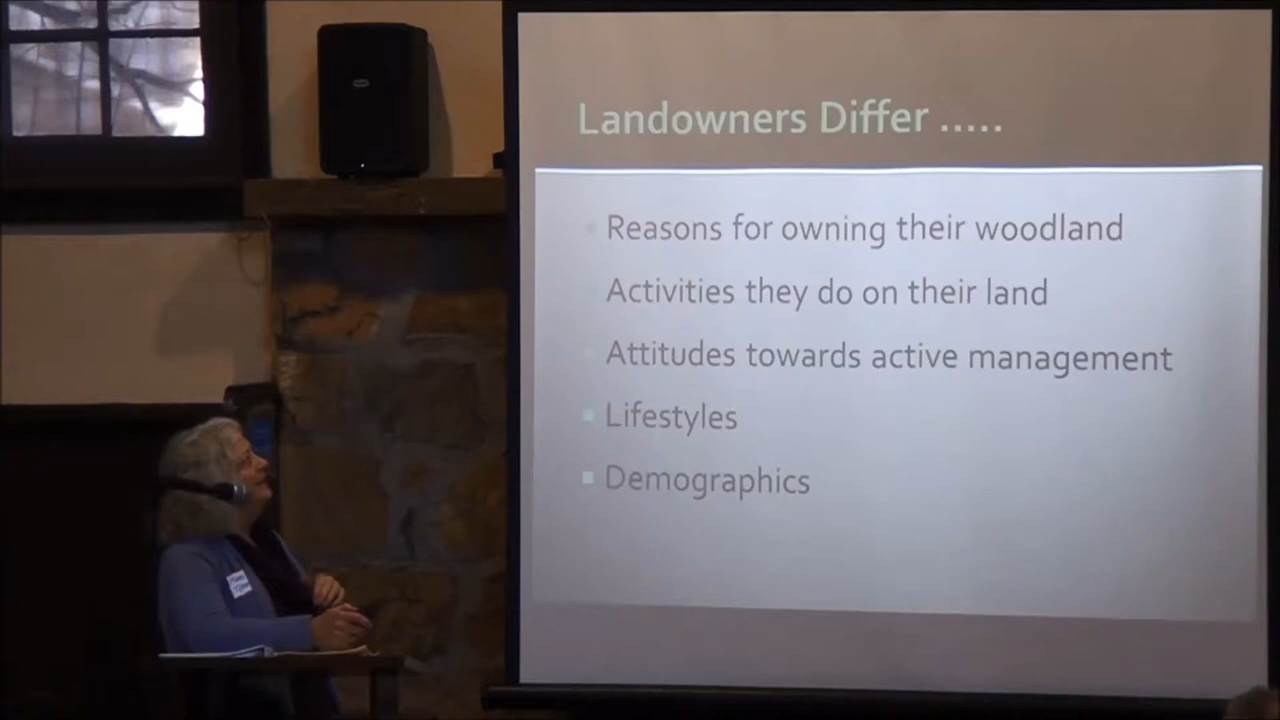 Landowners Differ .....
Reasons for owning their woodland
Activities they do on their land
Attitudes towards active management
Lifestyles
Demographics